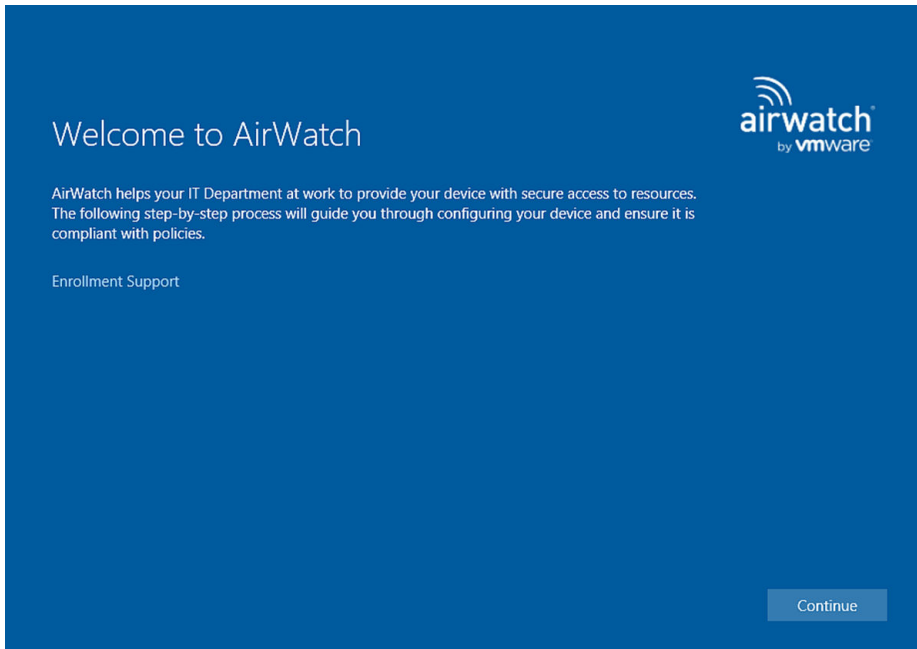 airwatch
by vmware
Welcome to AirWatch
AirWatch helps your IT Department at work to provide your device with secure access to resources.
The following step-by-step process will guide you through configuring your device and ensure it is
compliant with policies.
Enrollment Support
Continue